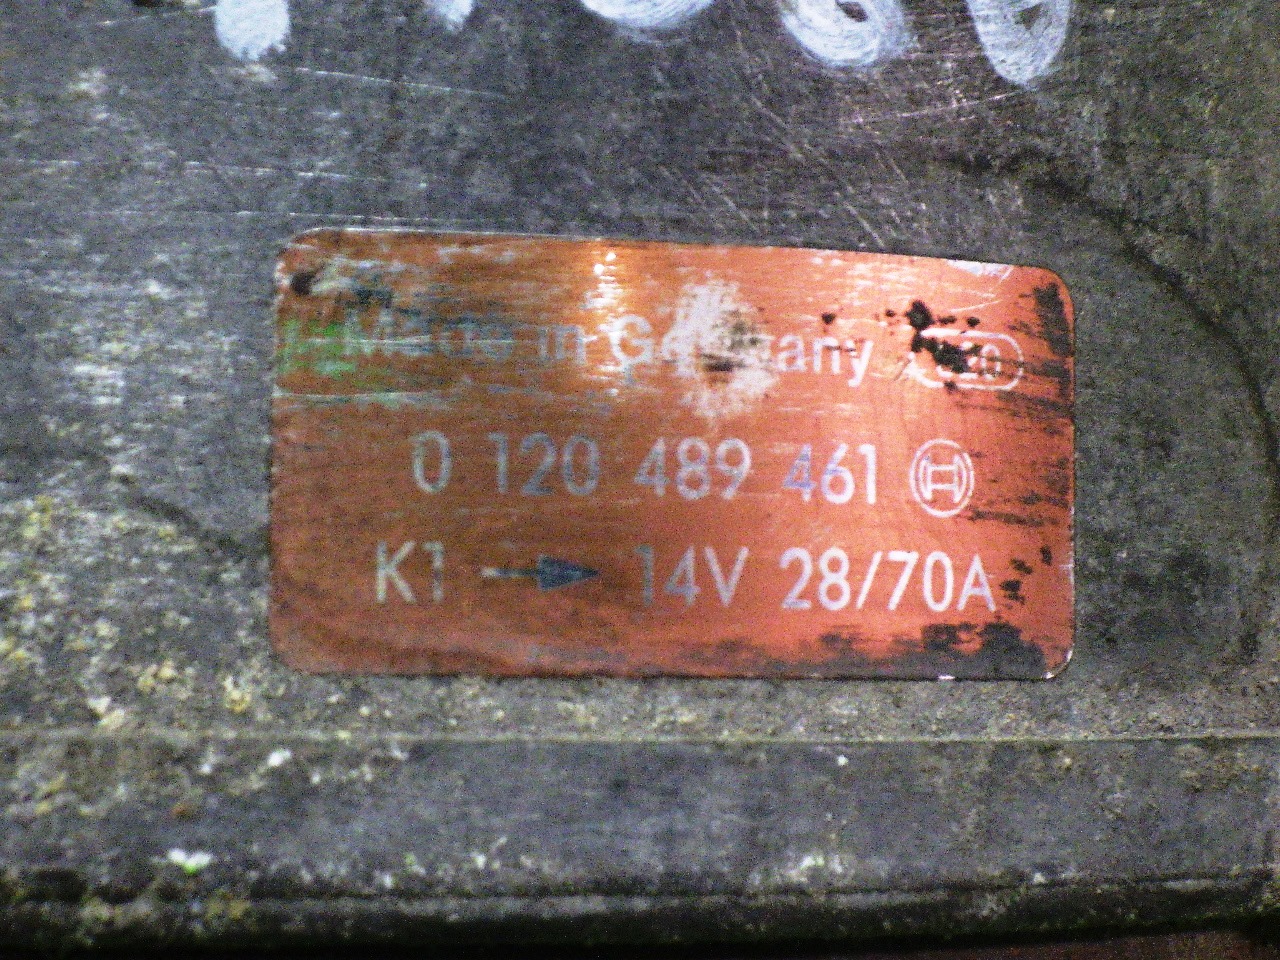 Made in Germany
0 120 489 461
K1 → 14V 28/70A